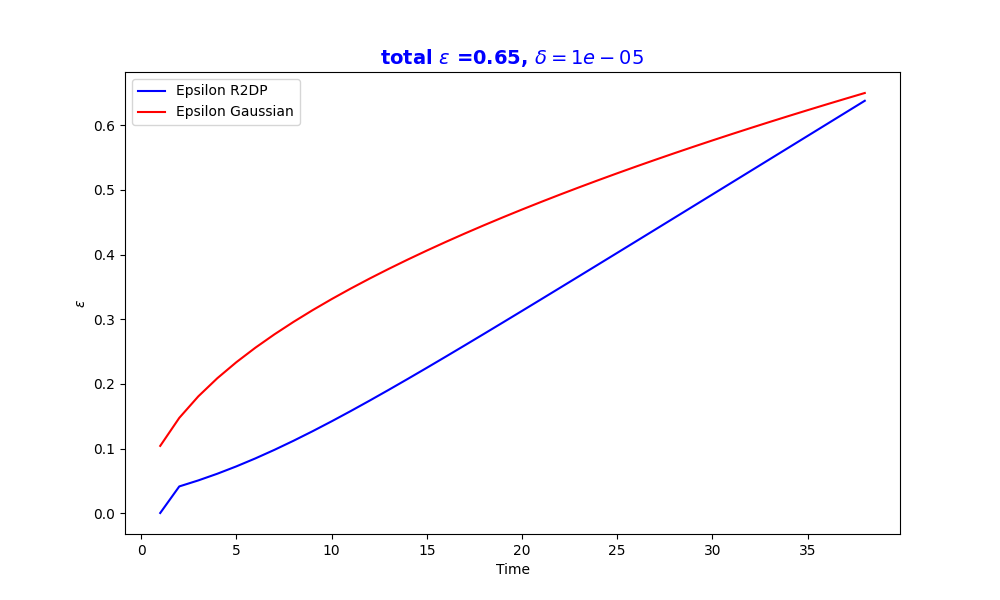 total ε =0.65, δ = 1e − 05
Epsilon R2DP
Epsilon Gaussian
0.6
0.5
0.4
0.3
0.2
0.1
0.0
ε
0 5 10 15 20 25 30 35
Time